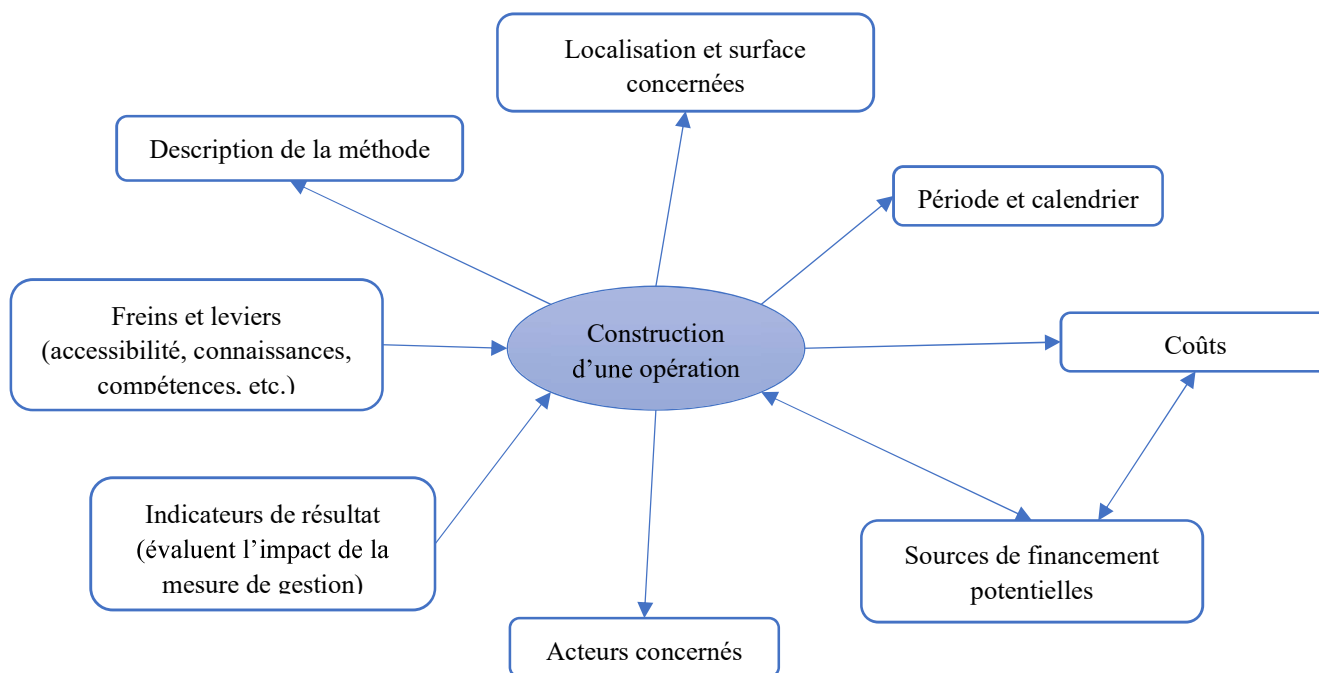 Localisation et surface
concernées
Description de la méthode
Période et calendrier
Freins et leviers
(accessibilité, connaissances,
compétences, etc.)
Construction
d’une opération
Coûts
Indicateurs de résultat
(évaluent l’impact de la
mesure de gestion)
Sources de financement
potentielles
Acteurs concernés